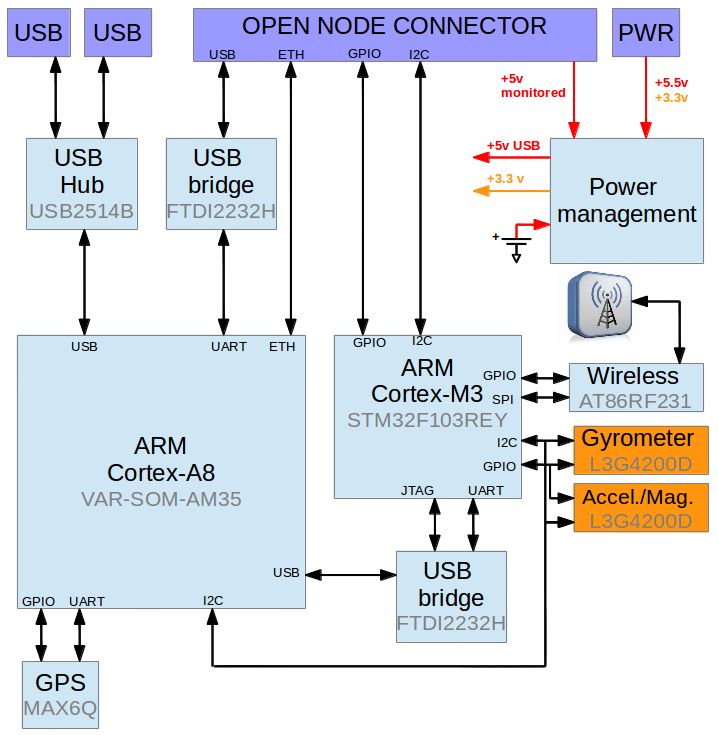 USB
USB
OPEN NODE CONNECTOR
PWR
USB
ETH
GPIO
I2C
+5v
monitored
+5.5v
+3.3v
USB
Hub
USB2514B
USB
bridge
FTDI2232H
+5v USB
+3.3 v
+
Power
management
USB
UART
ETH
GPIO
I2C
ARM
Cortex-M3
STM32F103REY
GPIO
SPI
I2C
GPIO
JTAG
UART
Wireless
AT86RF231
Gyrometer
L3G4200D
Accel./Mag.
L3G4200D
ARM
Cortex-A8
VAR-SOM-AM35
USB
GPIO
UART
I2C
USB
bridge
FTDI2232H
GPS
MAX6Q